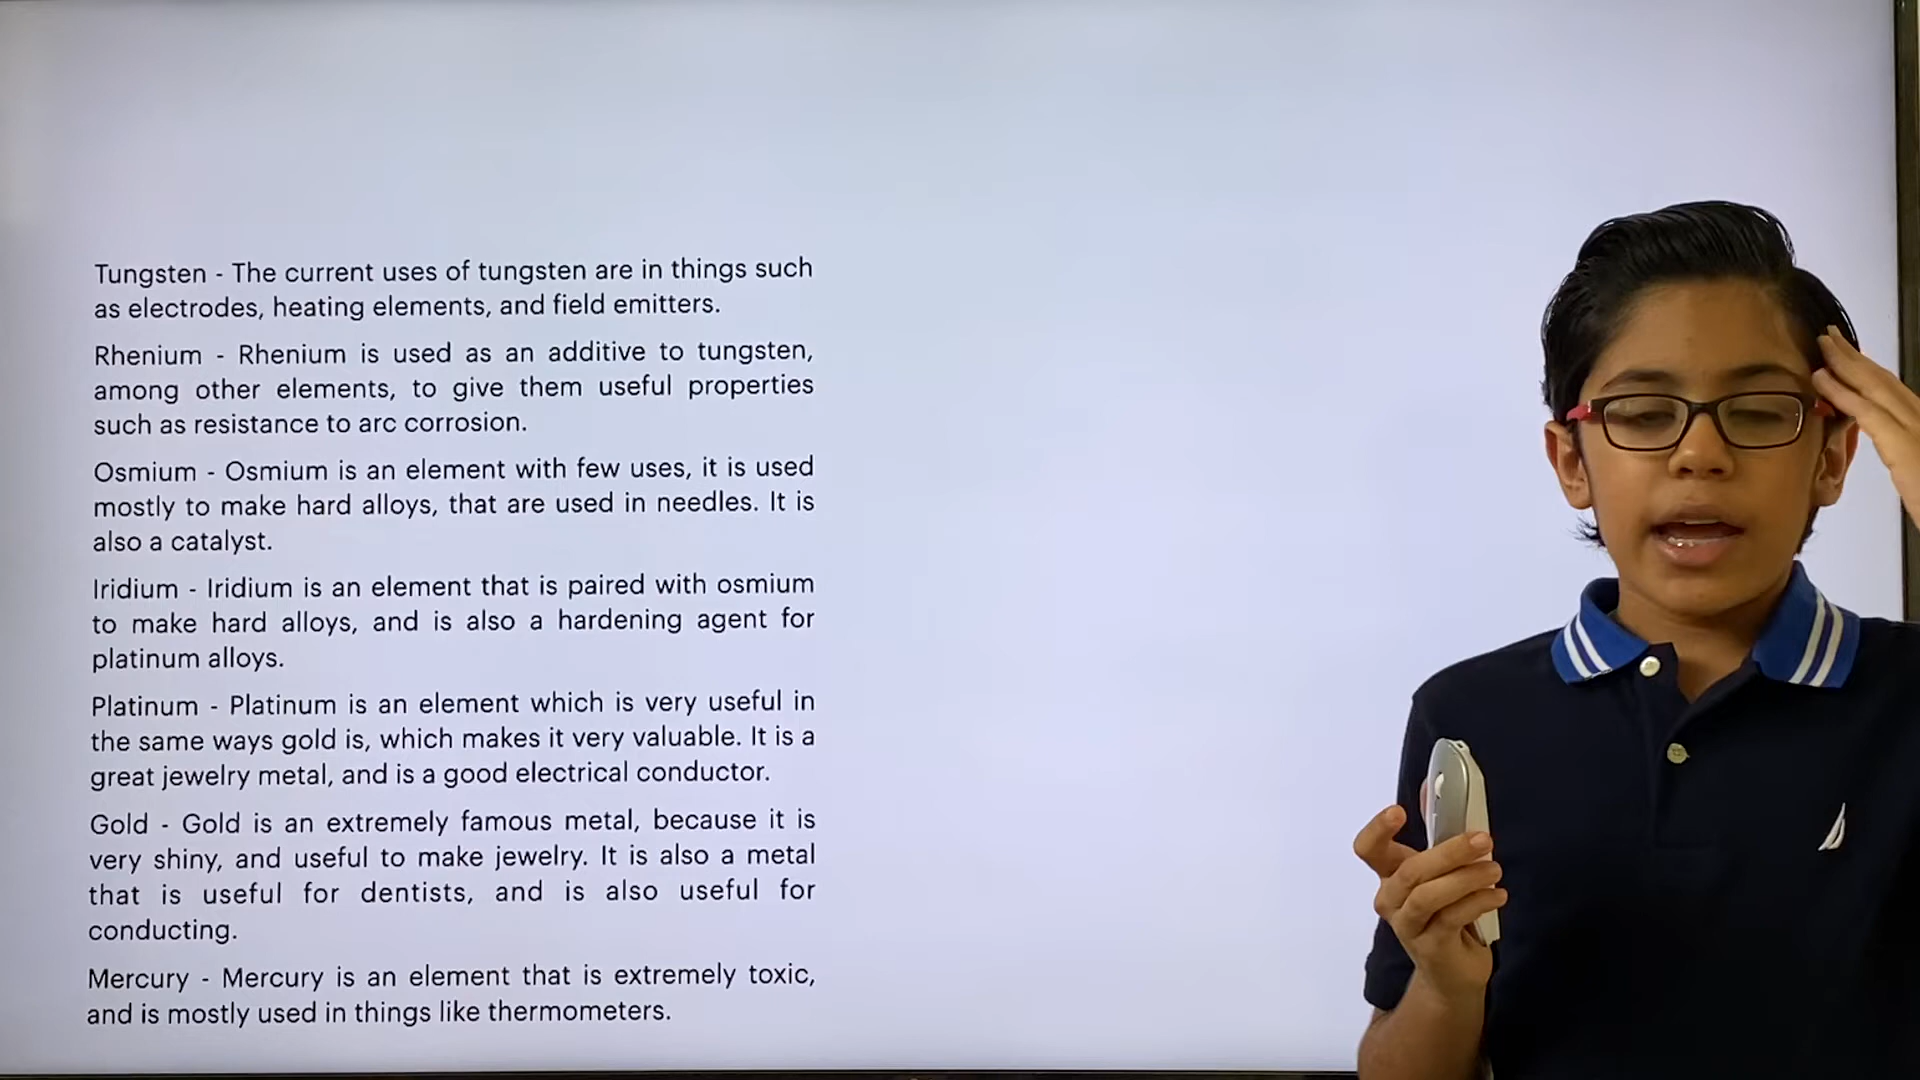 Tungsten - The current uses of tungsten are in things such
as electrodes, heating elements, and field emitters.
Rhenium - Rhenium is used as an additive to tungsten,
among other elements, to give them useful properties
such as resistance to arc corrosion.
Osmium - Osmium is an element with few uses, it is used
mostly to make hard alloys, that are used in needles. It is
also a catalyst.
Iridium - Iridium is an element that is paired with osmium
to make hard alloys, and is also a hardening agent for
platinum alloys.
Platinum - Platinum is an element which is very useful in
the same ways gold is, which makes it very valuable. It is a
great jewelry metal, and is a good electrical conductor.
Gold - Gold is an extremely famous metal, because it is
very shiny, and useful to make jewelry. It is also a metal
that is useful for dentists, and is also useful for
conducting.
Mercury - Mercury is an element that is extremely toxic,
and is mostly used in things like thermometers.